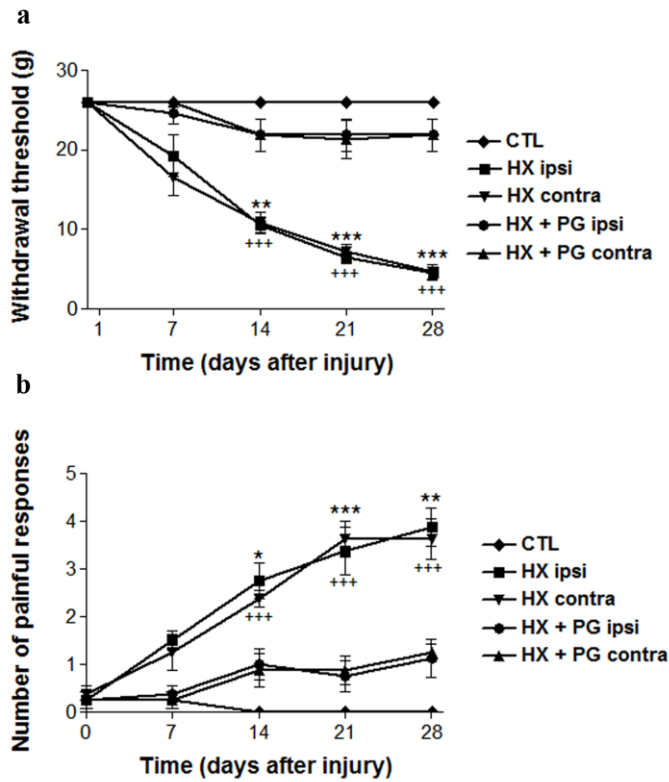 a
Withdrawal threshold (g)
30
20
10
0
**
+++
***
+++
***
+++
1 7 14 21 28
Time (days after injury)
CTL
HX ipsi
HX contra
HX + PG ipsi
HX + PG contra
b
Number of painful responses
5
4
3
2
1
0
*
+++
***
+++
**
+++
0 7 14 21 28
Time (days after injury)
CTL
HX ipsi
HX contra
HX + PG ipsi
HX + PG contra